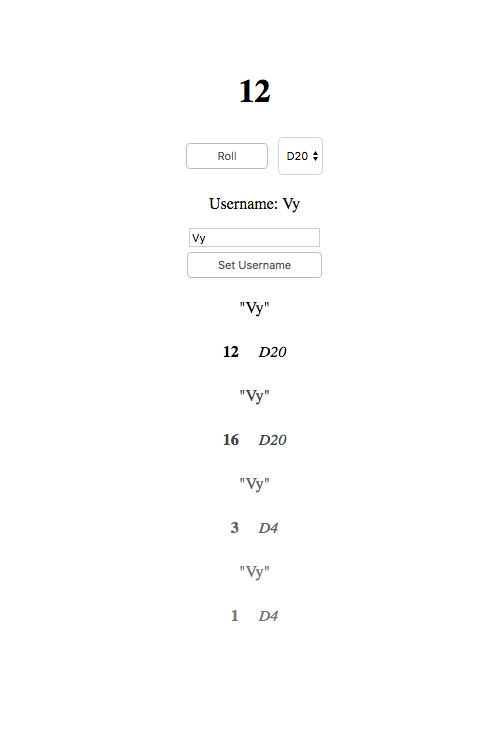 12
Roll D20
Username: Vy
Vy
Set Username
"Vy"
12 D20
"Vy"
16 D20
"Vy"
3 D4
"Vy"
1 D4